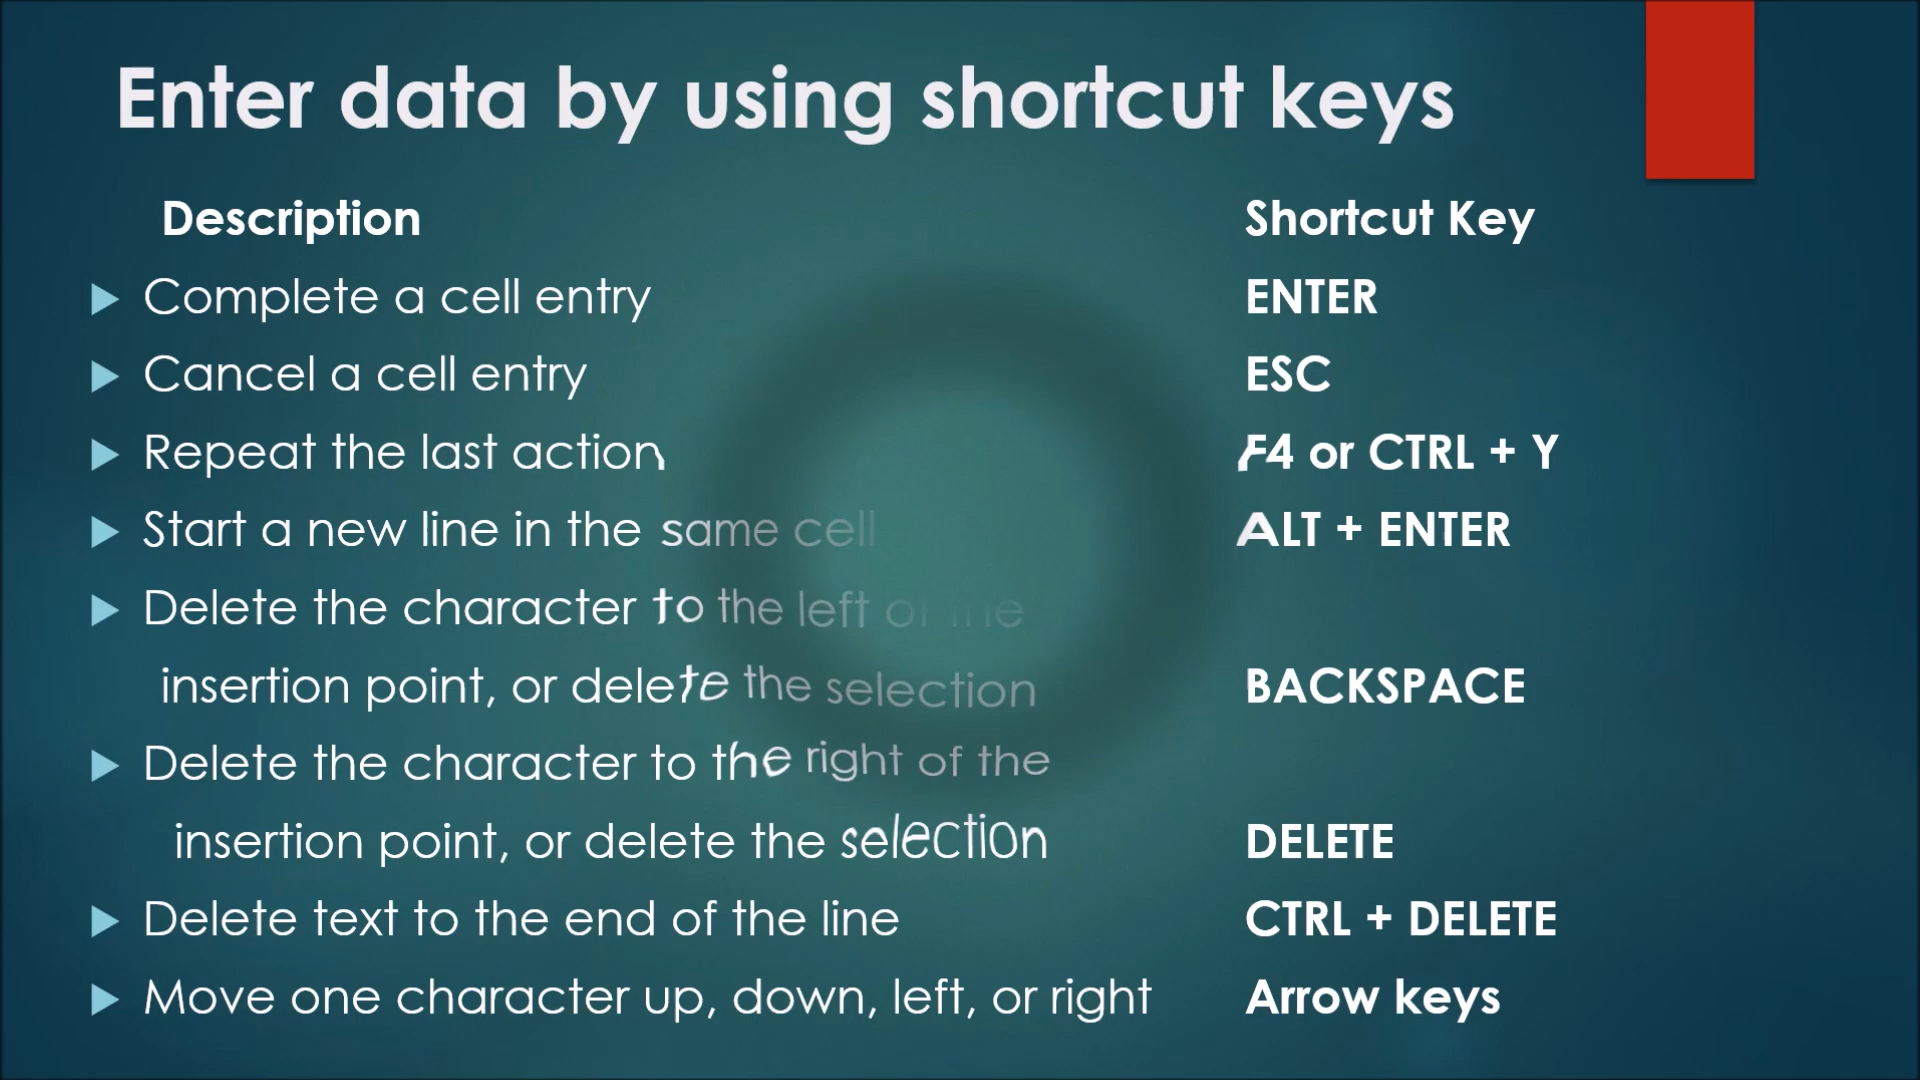 Enter data by using shortcut keys
Description Shortcut Key
Complete a cell entry ENTER
Cancel a cell entry ESC
Repeat the last action F4 or CTRL + Y
Start a new line in the same cell ALT + ENTER
Delete the character to the left of the
insertion point, or delete the selection BACKSPACE
Delete the character to the right of the
insertion point, or delete the selection DELETE
Delete text to the end of the line CTRL + DELETE
Move one character up, down, left, or right Arrow keys